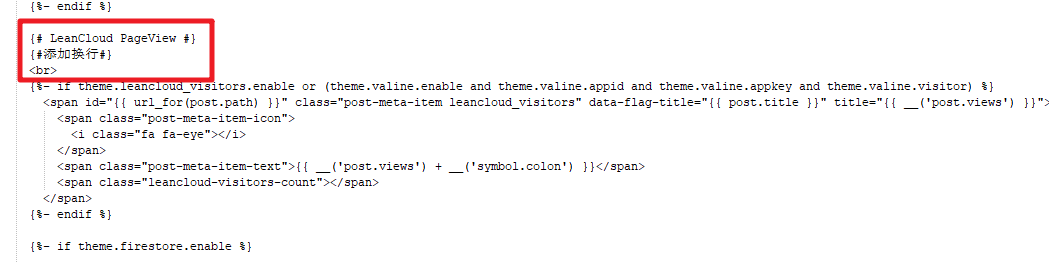 {%- endif %}
{# LeanCloud PageView #}
{#添加换行#}
<br>
{%- if theme.leancloud_visitors.enable or (theme.valine.enable and theme.valine.appid and theme.valine.appkey and theme.valine.visitor) %}
<span id="{{ url_for(post.path) }}" class="post-meta-item leancloud_visitors" data-flag-title="{{ post.title }}" title="{{ __('post.views') }}">
<span class="post-meta-item-icon">
<i class="fa fa-eye"></i>
</span>
<span class="post-meta-item-text">{{ __('post.views') + __('symbol.colon') }}</span>
<span class="leancloud-visitors-count"></span>
</span>
{%- endif %}
{%- if theme.firestore.enable %}